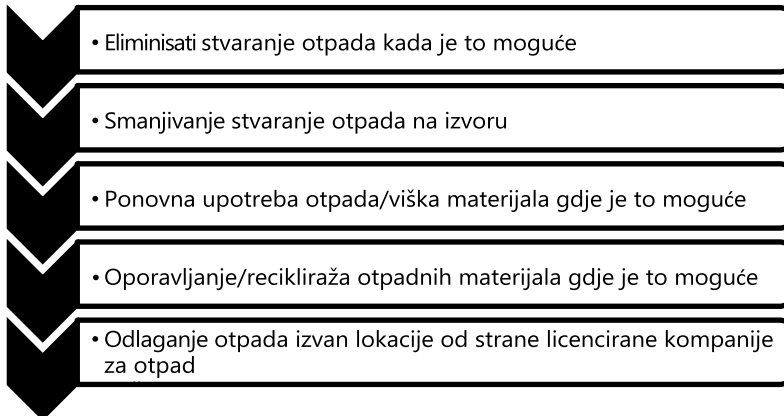 • Eliminisati stvaranje otpada kada je to moguće
• Smanjivanje stvaranje otpada na izvoru
• Ponovna upotreba otpada/viška materijala gdje je to moguće
• Oporavljanje/recikliraža otpadnih materijala gdje je to moguće
• Odlaganje otpada izvan lokacije od strane licencirane kompanije
za otpad